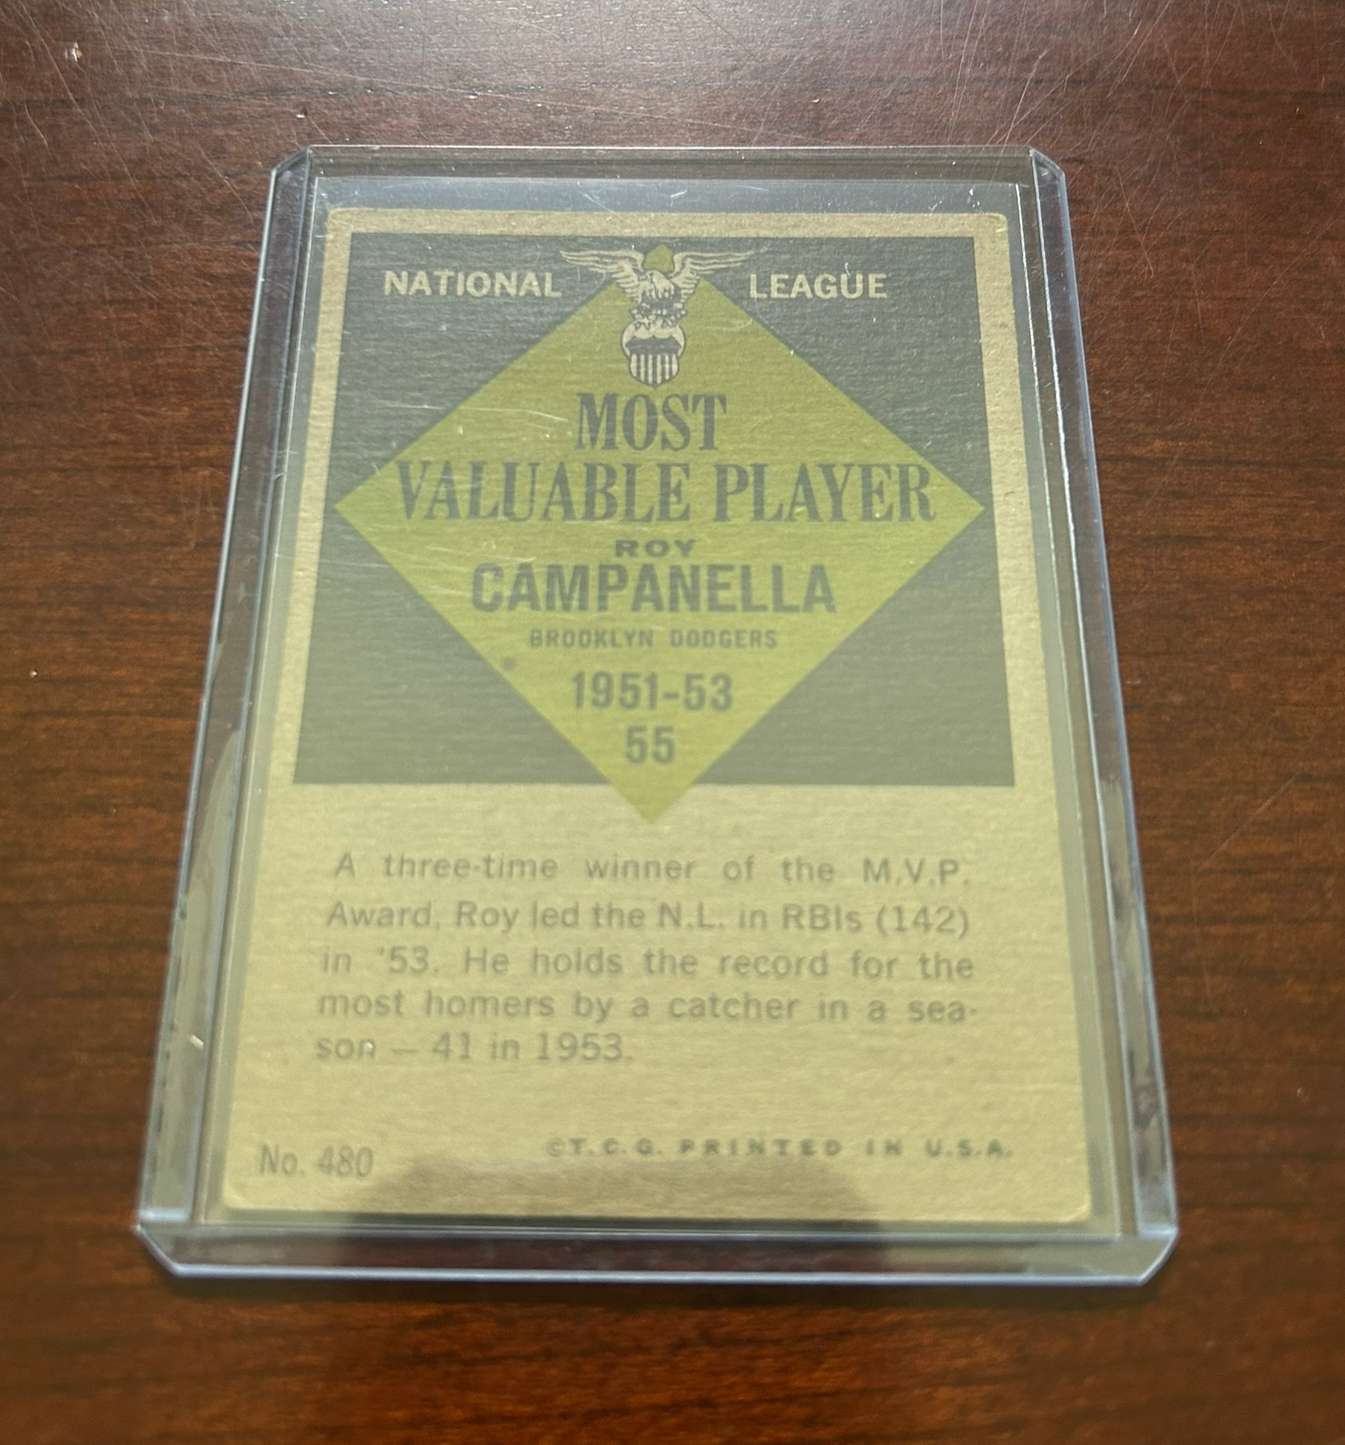 NATIONAL LEAGUE
MOST
VALUABLE PLAYER
ROY
CAMPANELLA
BROOKLYN DODGERS
1951-53
55
A three-time winner of the M.V.P.
Award, Roy led the N.L. in RBIs (142)
in '53. He holds the record for the
most homers by a catcher in a sea-
son — 41 in 1953.
No. 480 ©T.C.G. PRINTED IN U.S.A.